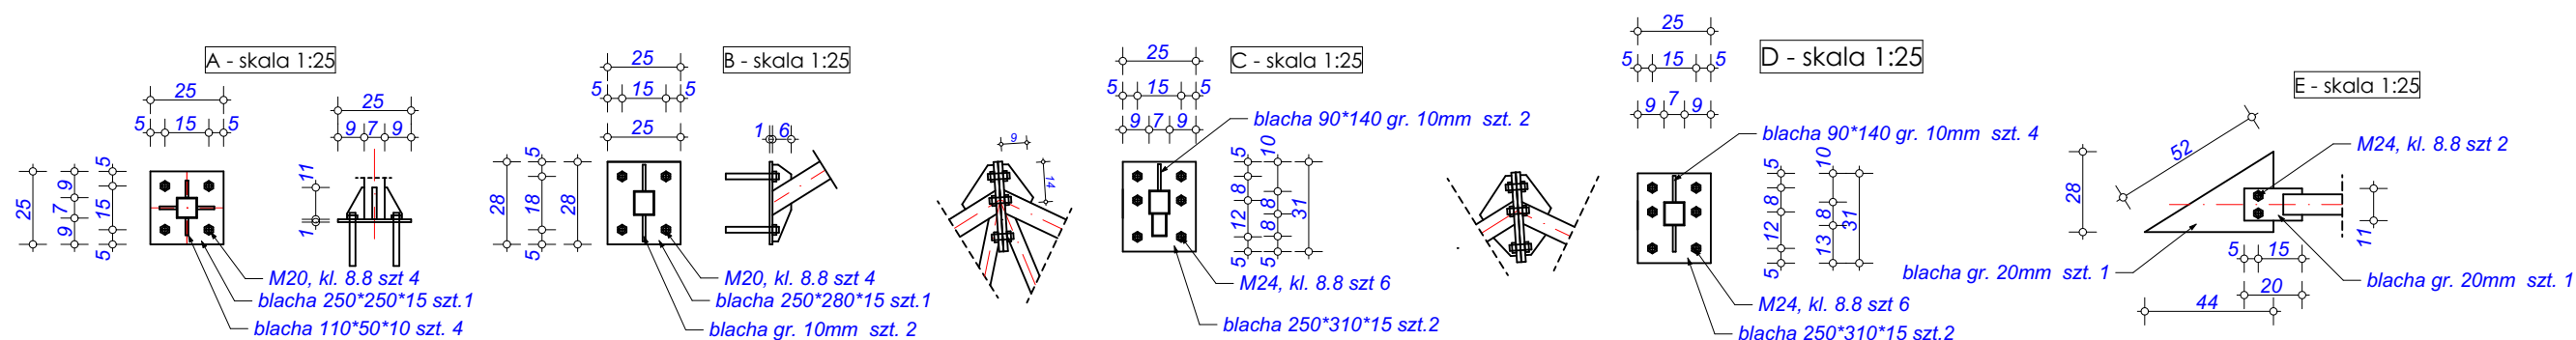 A - skala 1:25
25
5 15 5
25
9 7 9
25
9
7
9
5
15
5
11
1
M20, kl. 8.8 szt 4
blacha 250*250*15 szt.1
blacha 110*50*10 szt. 4
B - skala 1:25
25
5 15 5
25
1 6
28
5
18
5
28
M20, kl. 8.8 szt 4
blacha 250*280*15 szt.1
blacha gr. 10mm szt. 2
9
14
C - skala 1:25
25
5 15 5
9 7 9
blacha 90*140 gr. 10mm szt. 2
5
8
12
5
10
8
8
5
31
M24, kl. 8.8 szt 6
blacha 250*310*15 szt.2
D - skala 1:25
25
5 15 5
9 7 9
blacha 90*140 gr. 10mm szt. 4
5
8
12
5
10
8
13
31
M24, kl. 8.8 szt 6
blacha 250*310*15 szt.2
E - skala 1:25
52
28
M24, kl. 8.8 szt 2
11
5 15
20
44
blacha gr. 20mm szt. 1
blacha gr. 20mm szt. 1